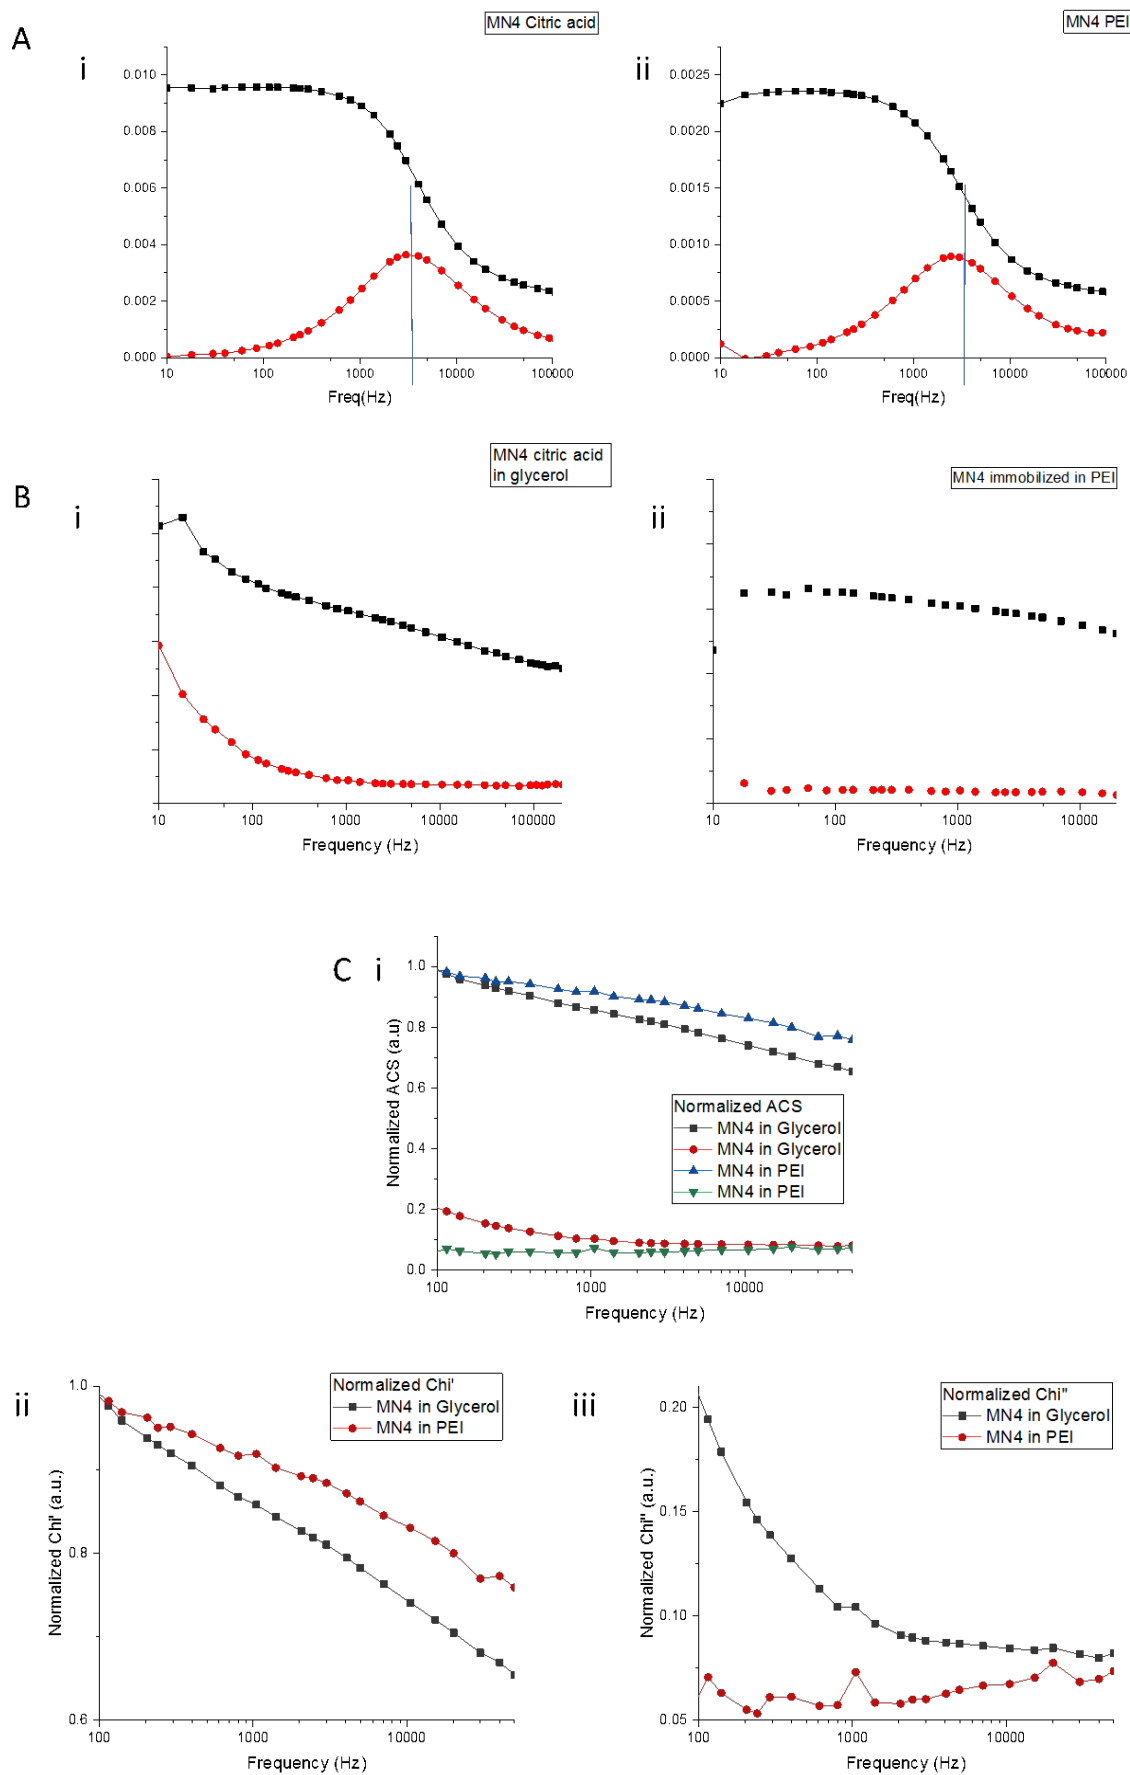 A
MN4 Citric acid
MN4 PEI
i
ii
0.010
0.008
0.006
0.004
0.002
0.000
10
100
1000
10000
100000
Freq(Hz)
0.0025
0.0020
0.0015
0.0010
0.0005
0.0000
10
100
1000
10000
100000
Freq(Hz)
B
MN4 citric acid
in glycerol
MN4 immobilized in PEI
i
ii
10
100
1000
10000
100000
Frequency (Hz)
10
100
1000
10000
Frequency (Hz)
C
i
Normalized ACS (a.u)
1.0
0.8
0.6
0.4
0.2
0.0
Normalized ACS
MN4 in Glycerol
MN4 in Glycerol
MN4 in PEI
MN4 in PEI
100
1000
10000
Frequency (Hz)
ii
Normalized Chi' (a.u.)
1.0
0.8
0.6
Normalized Chi'
MN4 in Glycerol
MN4 in PEI
100
1000
10000
Frequency (Hz)
iii
Normalized Chi" (a.u.)
0.20
0.15
0.10
0.05
Normalized Chi"
MN4 in Glycerol
MN4 in PEI
100
1000
10000
Frequency (Hz)